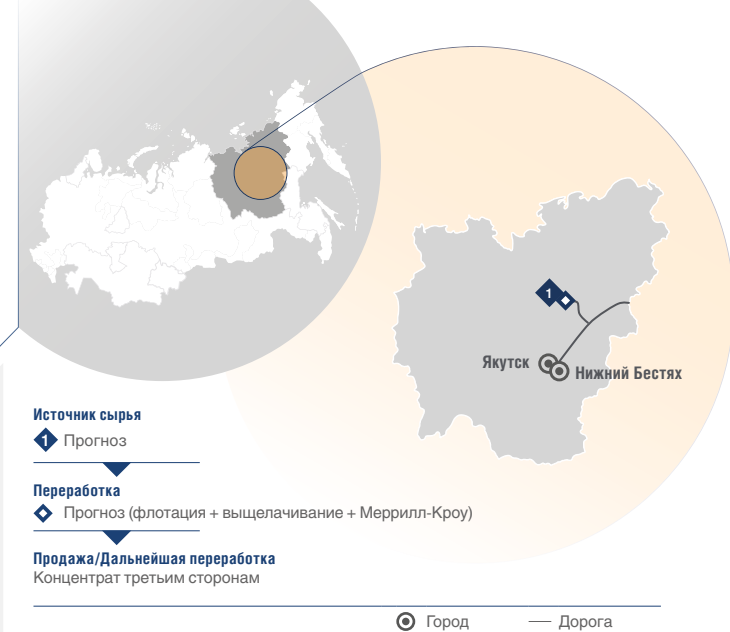 1
Якутск
Нижний Бестях
Источник сырья
1 Прогноз
Переработка
Прогноз (флотация + выщелачивание + Меррилл-Кроу)
Продажа/Дальнейшая переработка
Концентрат третьим сторонам
Город
Дорога